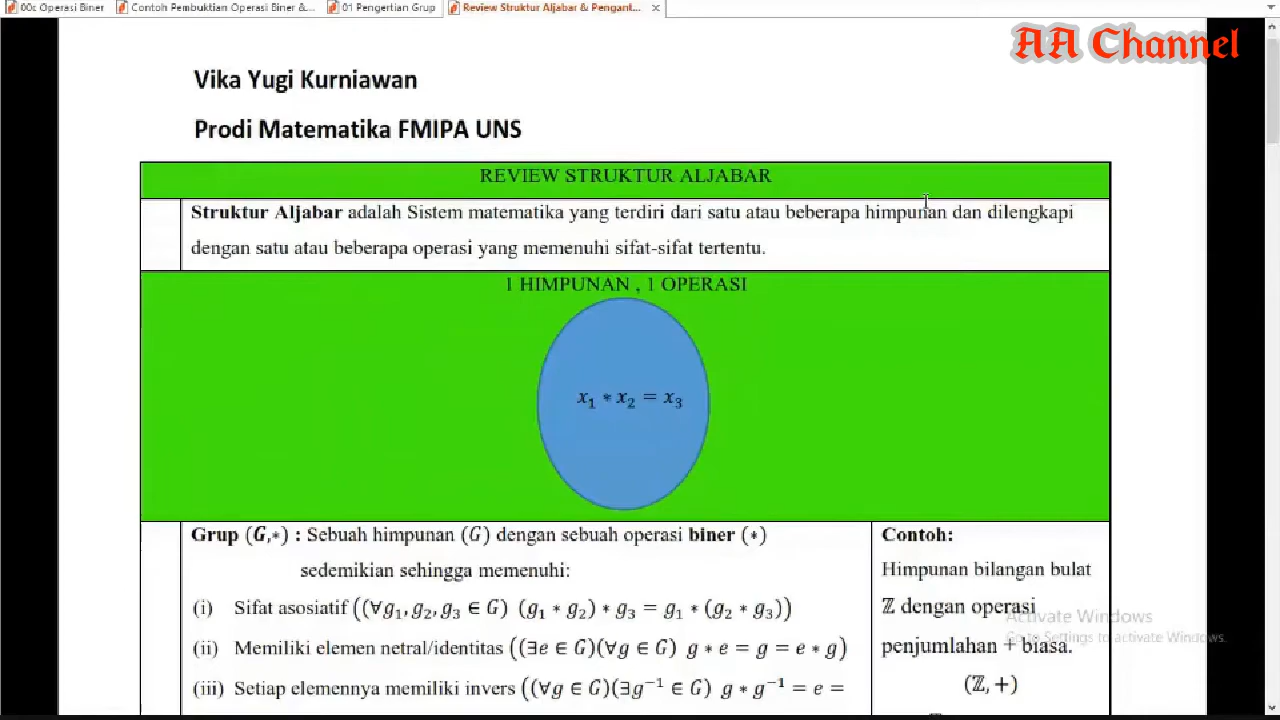 00c Operasi Biner
Contoh Pembuktian Operasi Biner &...
01 Pengertian Grup
Review Struktur Aljabar & Pengant...
AA Channel
Vika Yugi Kurniawan
Prodi Matematika FMIPA UNS
REVIEW STRUKTUR ALJABAR
Struktur Aljabar adalah Sistem matematika yang terdiri dari satu atau beberapa himpunan dan dilengkapi
dengan satu atau beberapa operasi yang memenuhi sifat-sifat tertentu.
1 HIMPUNAN , 1 OPERASI
x₁ ∗ x₂ = x₃
Grup (G,∗) : Sebuah himpunan (G) dengan sebuah operasi biner (∗)
sedemikian sehingga memenuhi:
(i) Sifat asosiatif ((∀g₁, g₂, g₃ ∈ G) (g₁ ∗ g₂) ∗ g₃ = g₁ ∗ (g₂ ∗ g₃))
(ii) Memiliki elemen netral/identitas ((∃e ∈ G)(∀g ∈ G) g ∗ e = g = e ∗ g)
(iii) Setiap elemennya memiliki invers ((∀g ∈ G)(∃g⁻¹ ∈ G) g ∗ g⁻¹ = e =
Contoh:
Himpunan bilangan bulat
ℤ dengan operasi
penjumlahan + biasa.
(ℤ, +)
Activate Windows
Go to Settings to activate Windows.